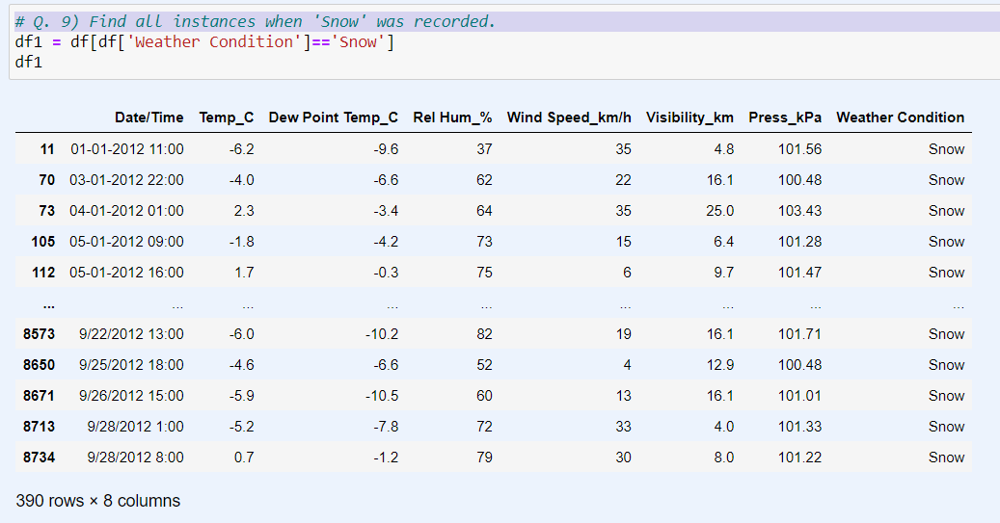 # Q. 9) Find all instances when 'Snow' was recorded.
df1 = df[df['Weather Condition']=='Snow']
df1
Date/Time Temp_C Dew Point Temp_C Rel Hum_% Wind Speed_km/h Visibility_km Press_kPa Weather Condition
11 01-01-2012 11:00 -6.2 -9.6 37 35 4.8 101.56 Snow
70 03-01-2012 22:00 -4.0 -6.6 62 22 16.1 100.48 Snow
73 04-01-2012 01:00 2.3 -3.4 64 35 25.0 103.43 Snow
105 05-01-2012 09:00 -1.8 -4.2 73 15 6.4 101.28 Snow
112 05-01-2012 16:00 1.7 -0.3 75 6 9.7 101.47 Snow
... ... ... ... ... ... ... ... ...
8573 9/22/2012 13:00 -6.0 -10.2 82 19 16.1 101.71 Snow
8650 9/25/2012 18:00 -4.6 -6.6 52 4 12.9 100.48 Snow
8671 9/26/2012 15:00 -5.9 -10.5 60 13 16.1 101.01 Snow
8713 9/28/2012 1:00 -5.2 -7.8 72 33 4.0 101.33 Snow
8734 9/28/2012 8:00 0.7 -1.2 79 30 8.0 101.22 Snow
390 rows × 8 columns